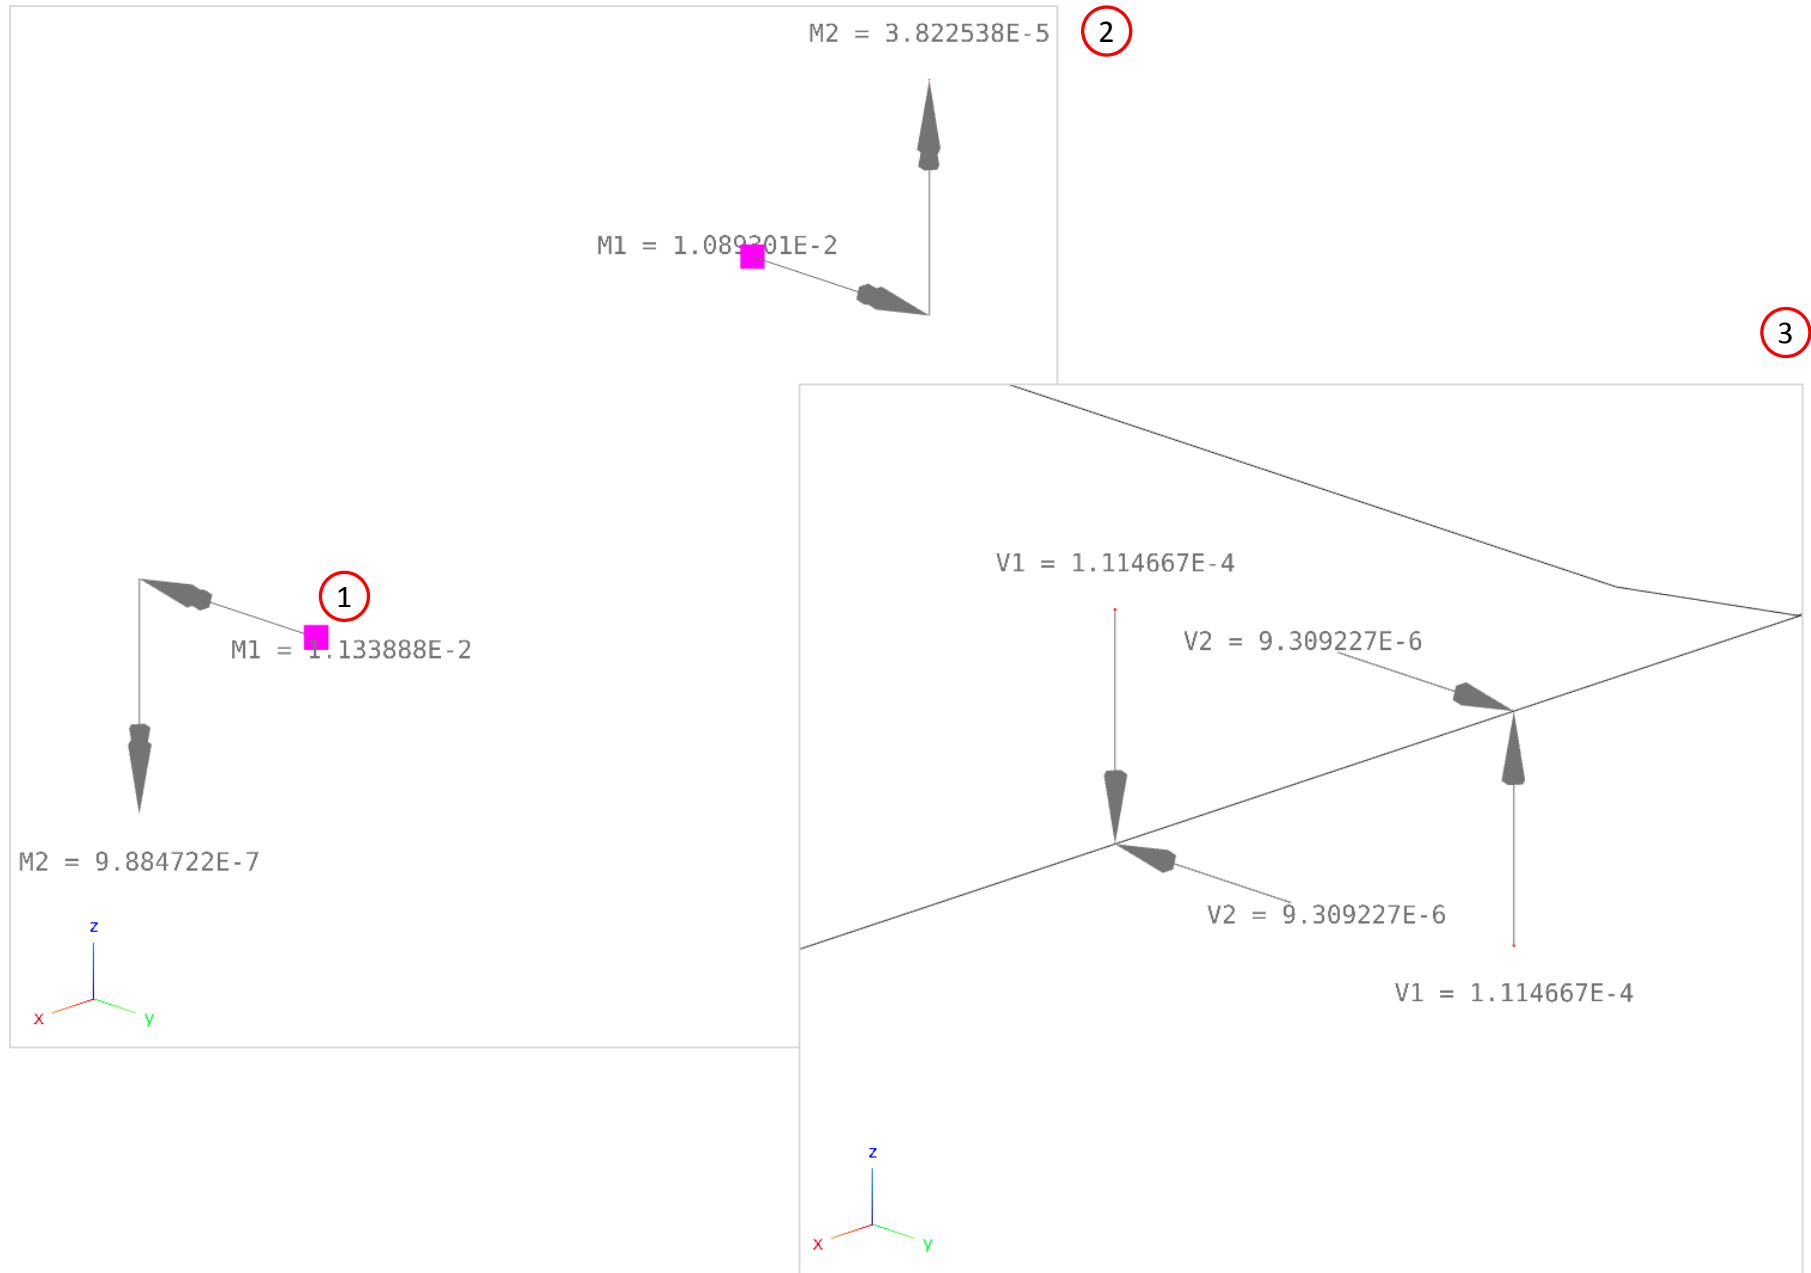 M2 = 3.822538E-5
2
M1 = 1.089301E-2
3
V1 = 1.114667E-4
1
M1 = 1.133888E-2
V2 = 9.309227E-6
M2 = 9.884722E-7
V2 = 9.309227E-6
z
V1 = 1.114667E-4
x
y
z
x
y